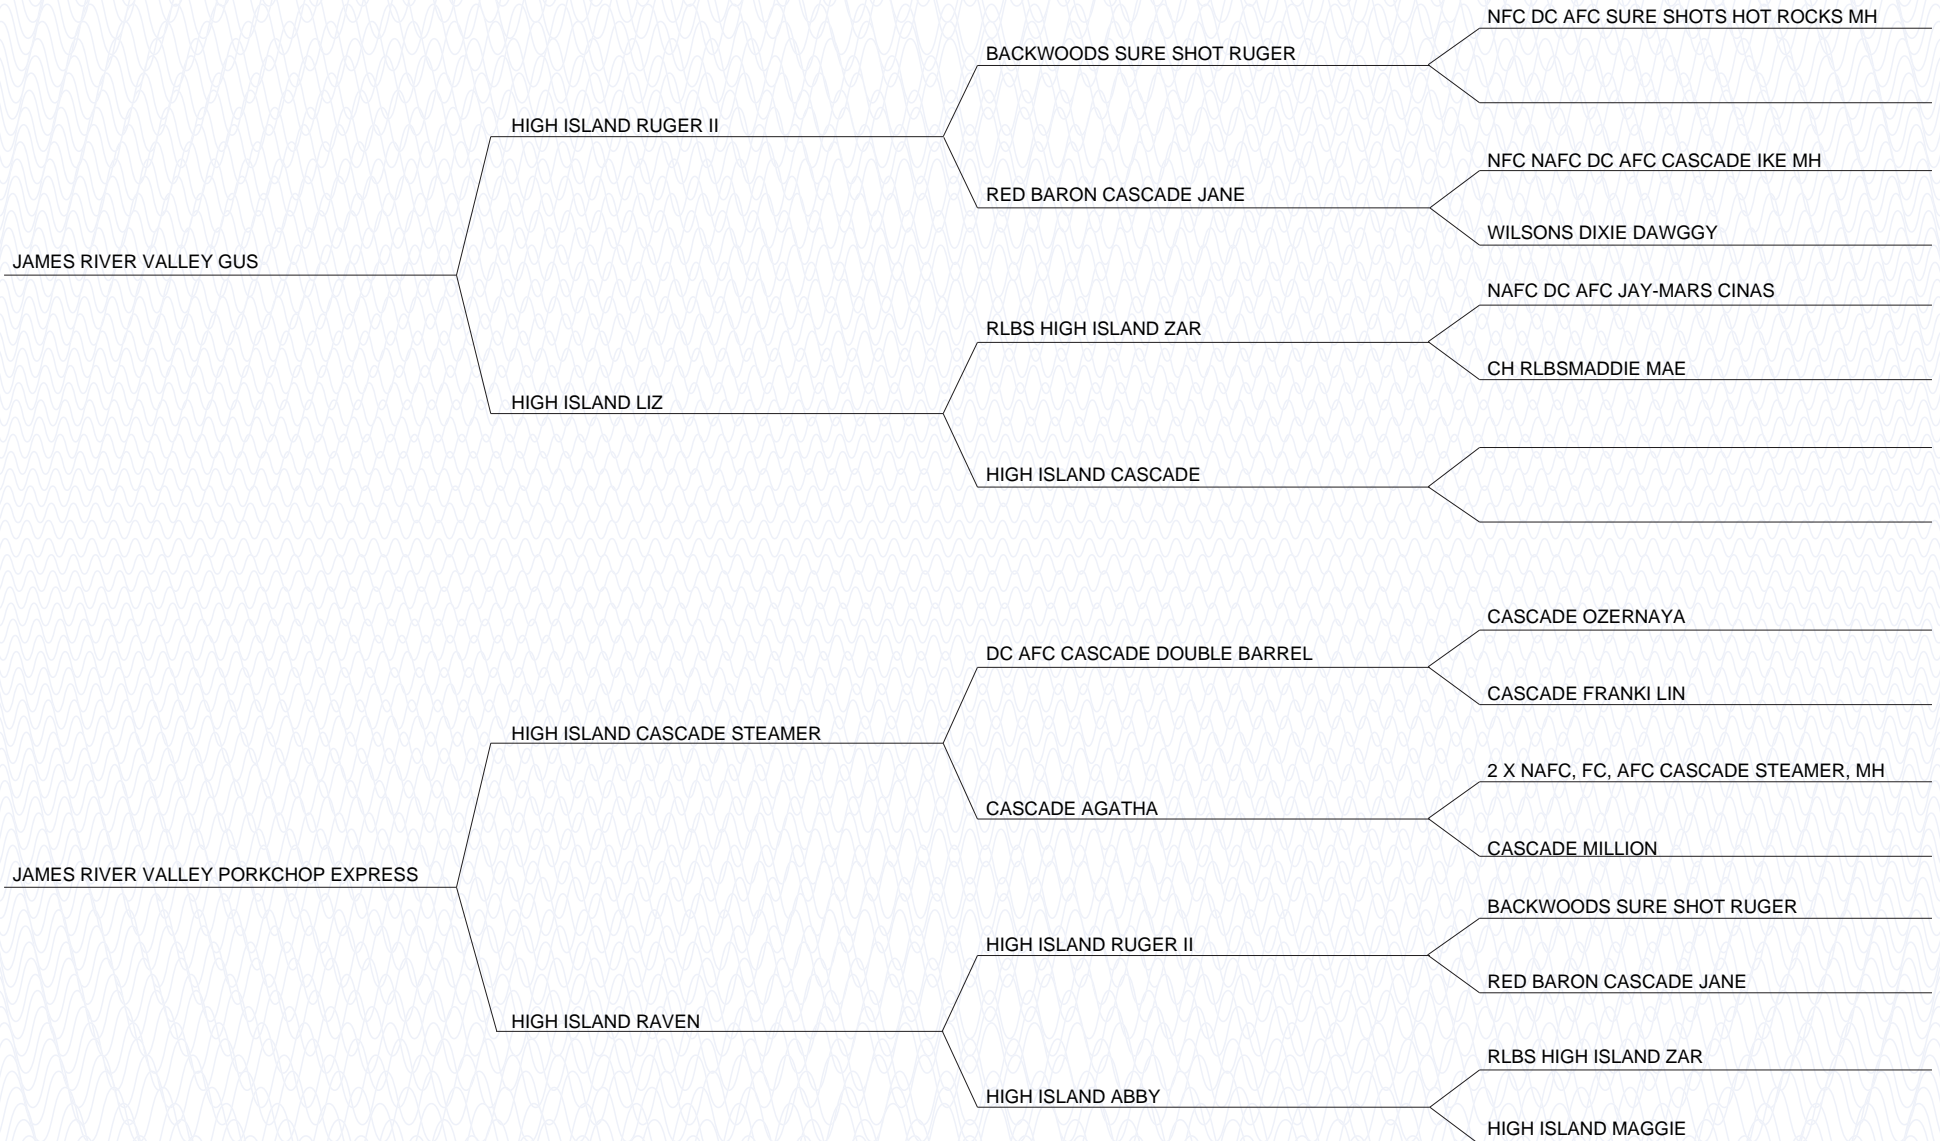 NFC DC AFC SURE SHOTS HOT ROCKS MH
BACKWOODS SURE SHOT RUGER
HIGH ISLAND RUGER II
NFC NAFC DC AFC CASCADE IKE MH
RED BARON CASCADE JANE
WILSONS DIXIE DAWGGY
JAMES RIVER VALLEY GUS
NAFC DC AFC JAY-MARS CINAS
RLBS HIGH ISLAND ZAR
CH RLBSMADDIE MAE
HIGH ISLAND LIZ
HIGH ISLAND CASCADE
CASCADE OZERNAYA
DC AFC CASCADE DOUBLE BARREL
CASCADE FRANKI LIN
HIGH ISLAND CASCADE STEAMER
2 X NAFC, FC, AFC CASCADE STEAMER, MH
CASCADE AGATHA
CASCADE MILLION
JAMES RIVER VALLEY PORKCHOP EXPRESS
BACKWOODS SURE SHOT RUGER
HIGH ISLAND RUGER II
RED BARON CASCADE JANE
HIGH ISLAND RAVEN
RLBS HIGH ISLAND ZAR
HIGH ISLAND ABBY
HIGH ISLAND MAGGIE